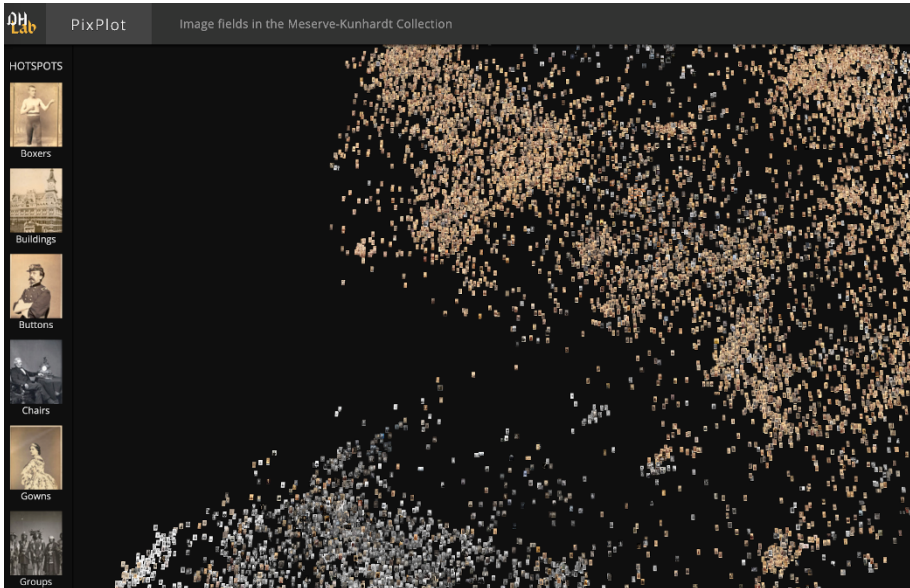 DH
Lab
PixPlot
Image fields in the Meserve-Kunhardt Collection
HOTSPOTS
Boxers
Buildings
Buttons
Chairs
Gowns
Groups